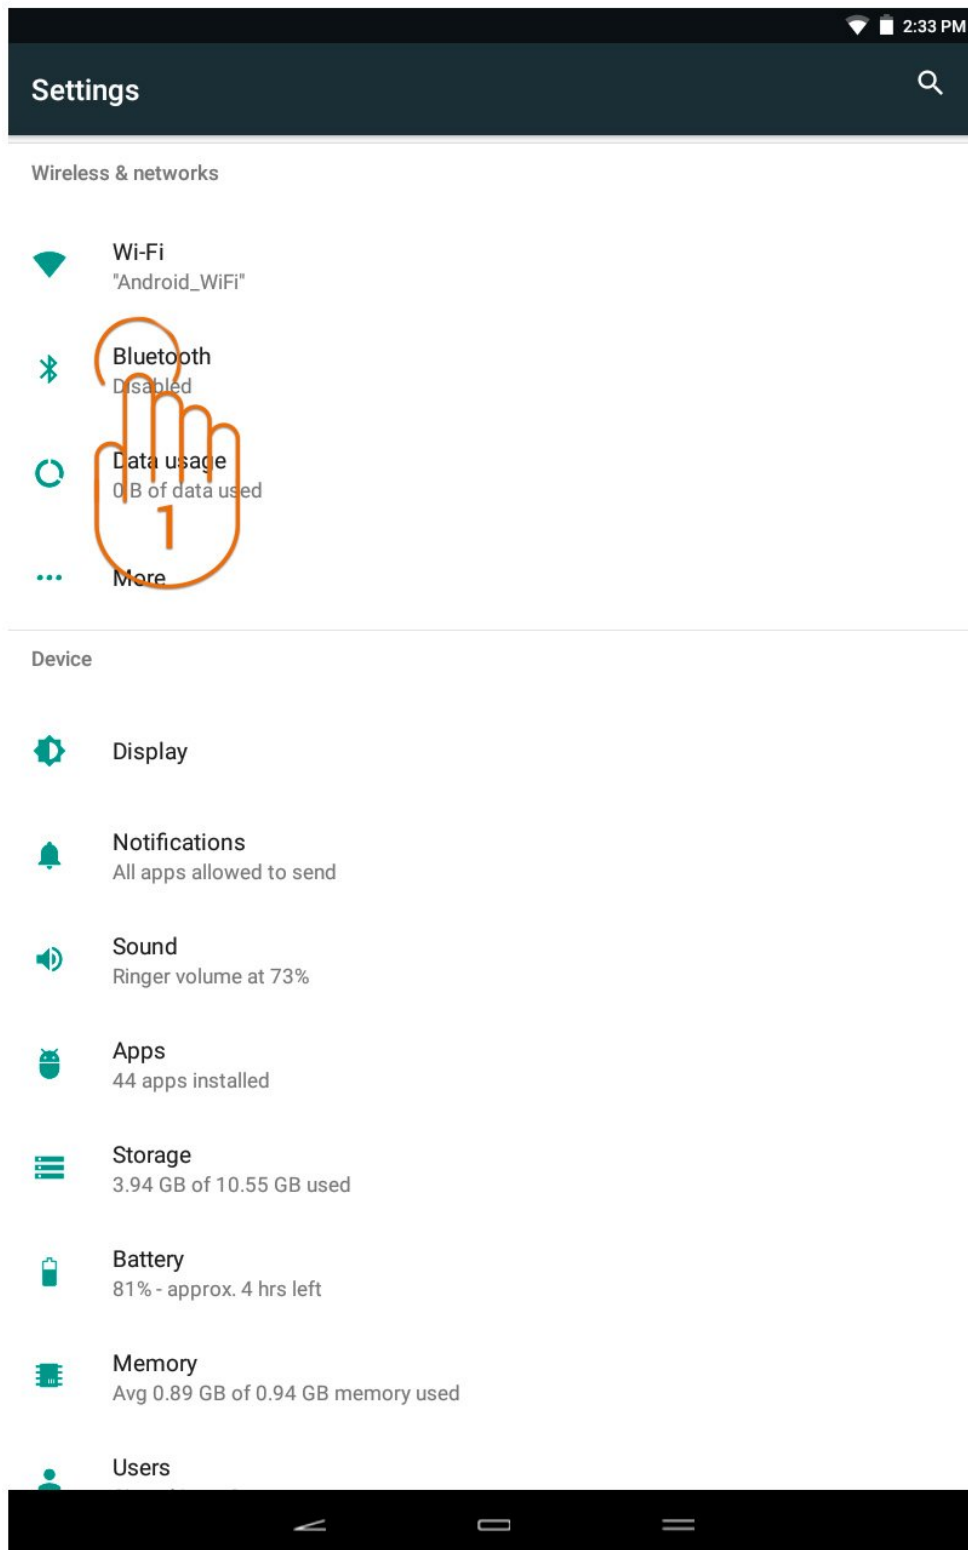 2:33 PM
Settings
Wireless & networks
Wi-Fi
"Android_WiFi"
Bluetooth
Disabled
Data usage
0 B of data used
1
More
Device
Display
Notifications
All apps allowed to send
Sound
Ringer volume at 73%
Apps
44 apps installed
Storage
3.94 GB of 10.55 GB used
Battery
81% - approx. 4 hrs left
Memory
Avg 0.89 GB of 0.94 GB memory used
Users